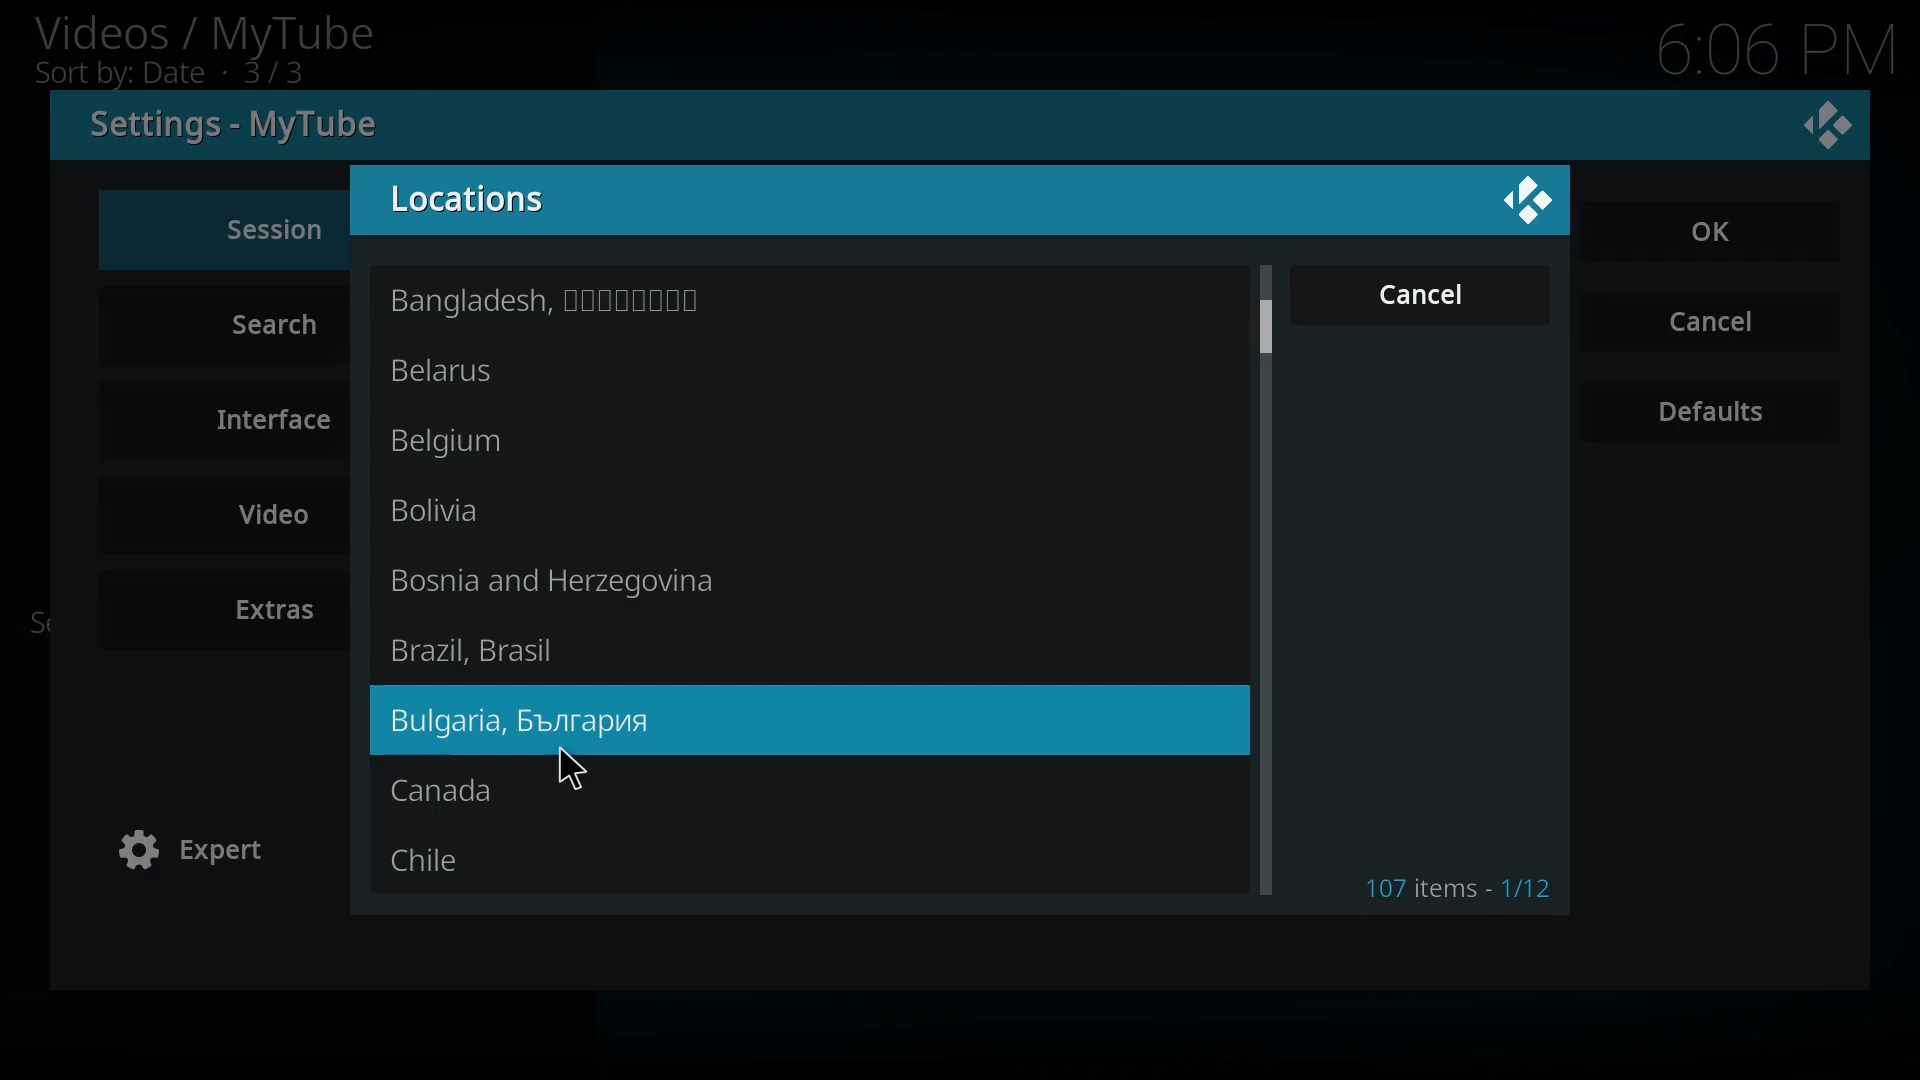 Videos / MyTube
Sort by: Date · 3 / 3
6:06 PM
Settings - MyTube
Locations
Session
Search
Interface
Video
Extras
Expert
Bangladesh,
Belarus
Belgium
Bolivia
Bosnia and Herzegovina
Brazil, Brasil
Bulgaria, България
Canada
Chile
Cancel
107 items - 1/12
OK
Cancel
Defaults